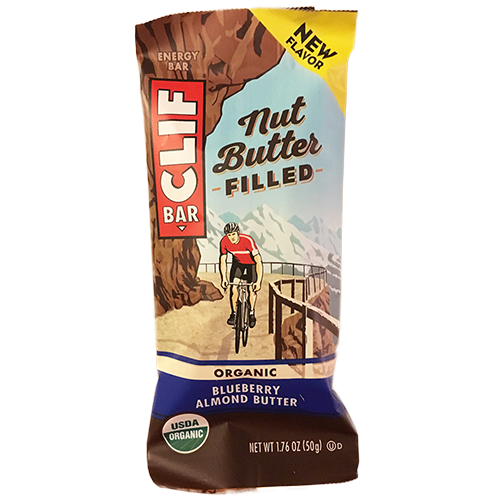 NEW
FLAVOR
ENERGY
BAR
CLIF
BAR
Nut
Butter
FILLED
ORGANIC
BLUEBERRY
ALMOND BUTTER
USDA
ORGANIC
NET WT 1.76 OZ (50g) U D